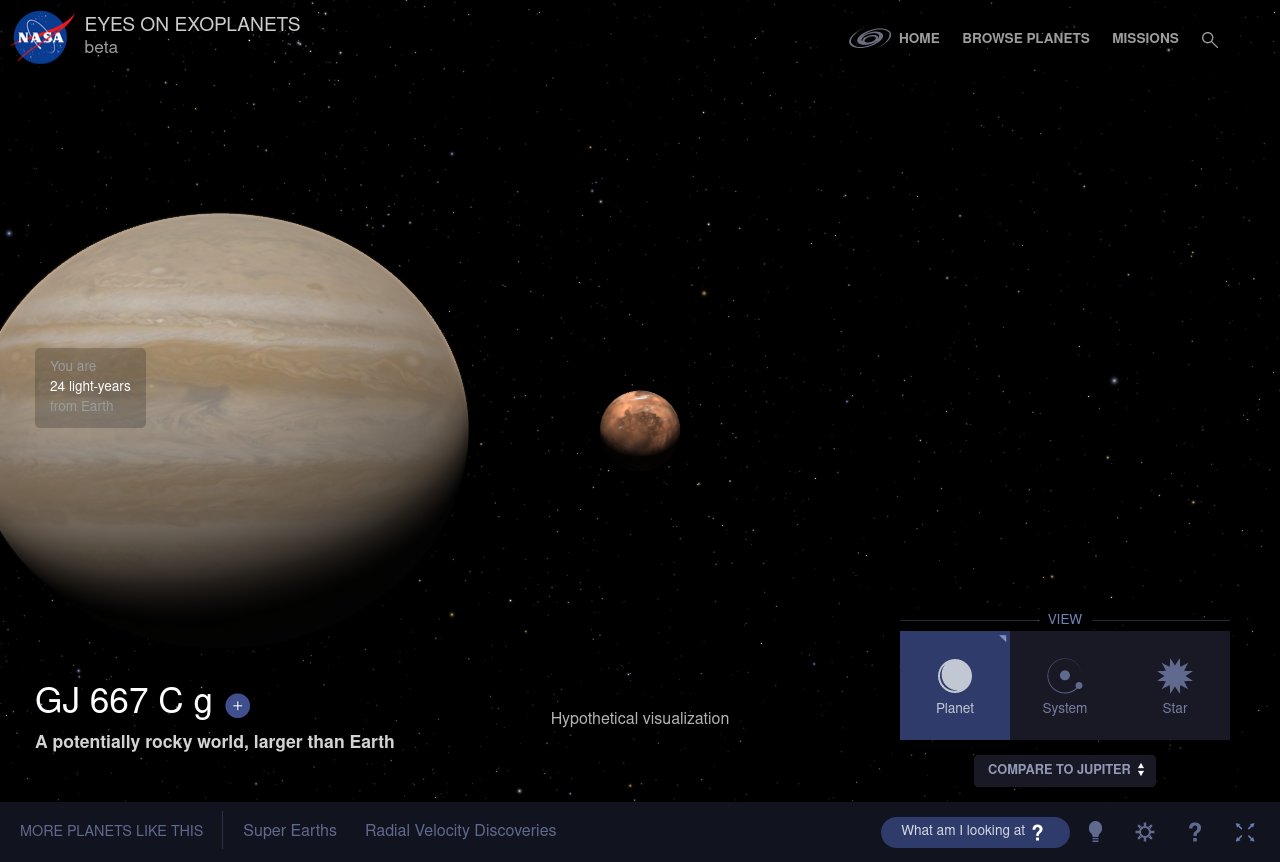 NASA
EYES ON EXOPLANETS
beta
HOME
BROWSE PLANETS
MISSIONS
You are
24 light-years
from Earth
VIEW
Planet
System
Star
GJ 667 C g +
A potentially rocky world, larger than Earth
Hypothetical visualization
COMPARE TO JUPITER
MORE PLANETS LIKE THIS
Super Earths
Radial Velocity Discoveries
What am I looking at ?
?